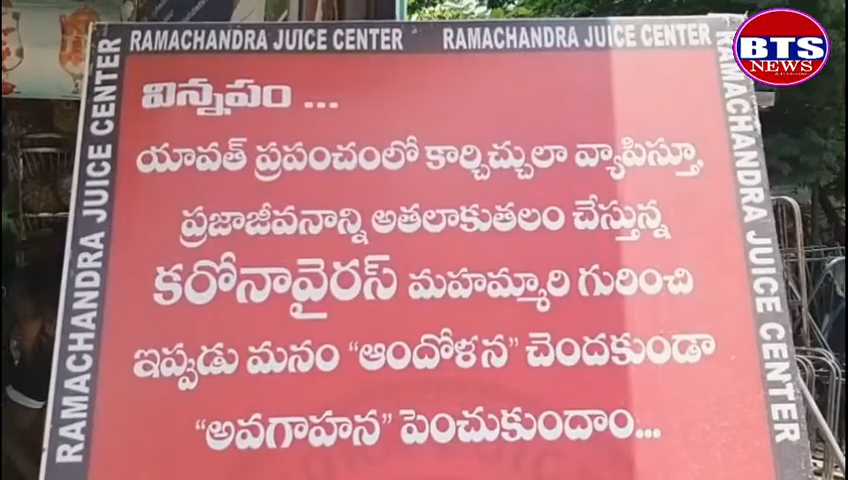 RAMACHANDRA JUICE CENTER RAMACHANDRA JUICE CENTER
BTS
NEWS
RAMACHANDRA JUICE CENTER
RAMACHANDRA JUICE CENTER
విన్నపం ...
యావత్ ప్రపంచంలో కార్చిచ్చులా వ్యాపిస్తూ,
ప్రజాజీవనాన్ని అతలాకుతలం చేస్తున్న
కరోనావైరస్ మహమ్మారి గురించి
ఇప్పుడు మనం “ఆందోళన” చెందకుండా
“అవగాహన” పెంచుకుందాం...